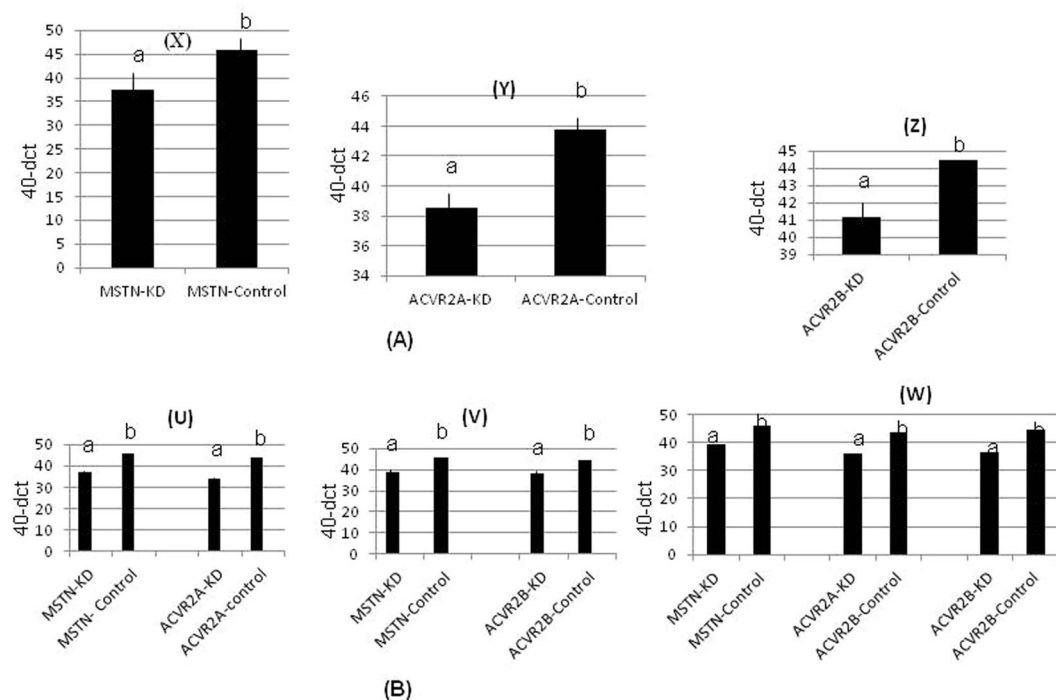 (X)
50
45
40
35
30
25
20
15
10
5
0
40-dct
a
b
MSTN-KD
MSTN-Control
(Y)
46
44
42
40
38
36
34
40-dct
a
b
ACVR2A-KD
ACVR2A-Control
(Z)
45
44
43
42
41
40
39
40-dct
a
b
ACVR2B-KD
ACVR2B-Control
(A)
(U)
50
40
30
20
10
0
40-dct
a
b
a
b
MSTN-KD
MSTN- Control
ACVR2A-KD
ACVR2A-control
(V)
50
40
30
20
10
0
40-dct
a
b
a
b
MSTN-KD
MSTN-Control
ACVR2B-KD
ACVR2B-Control
(W)
50
40
30
20
10
0
40-dct
a
b
a
b
a
b
MSTN-KD
MSTN-Control
ACVR2A-KD
ACVR2B-Control
ACVR2B-KD
ACVR2B-Control
(B)